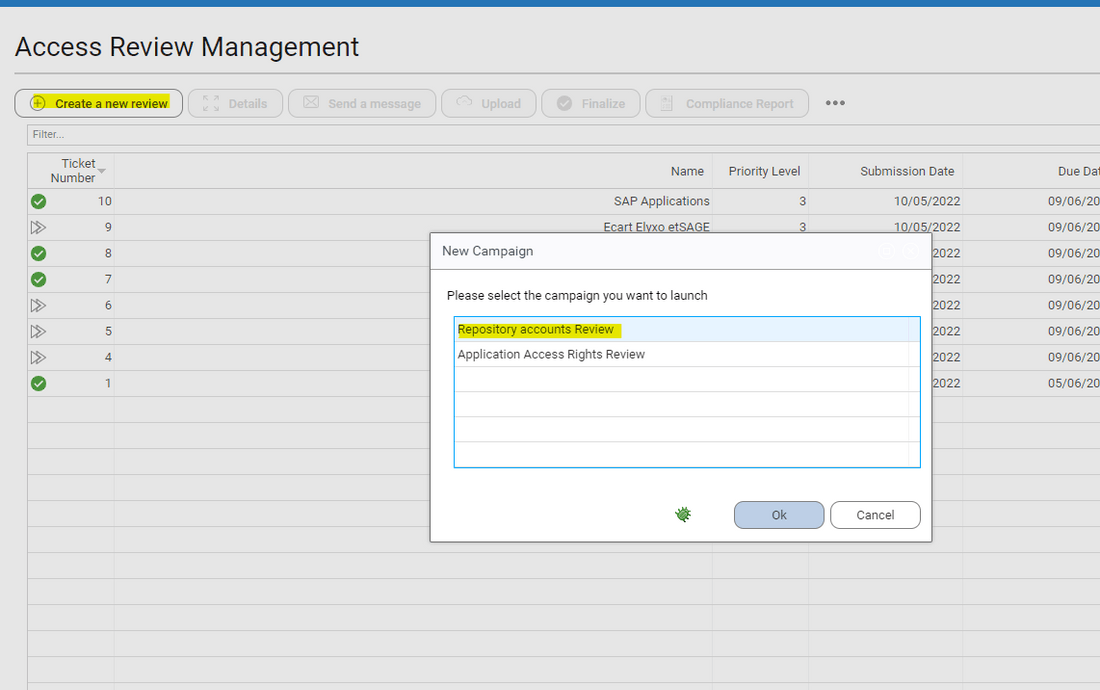 Access Review Management
Create a new review Details Send a message Upload Finalize Compliance Report •••
Filter...
Ticket Number Name Priority Level Submission Date Due Dat
10 SAP Applications 3 10/05/2022 09/06/20
9 Ecart Elyxo etSAGE 3 10/05/2022 09/06/20
New Campaign
8 2022 09/06/20
7 2022 09/06/20
Please select the campaign you want to launch
6 2022 09/06/20
Repository accounts Review
5 2022 09/06/20
Application Access Rights Review
4 2022 09/06/20
1 2022 05/06/20
Ok Cancel